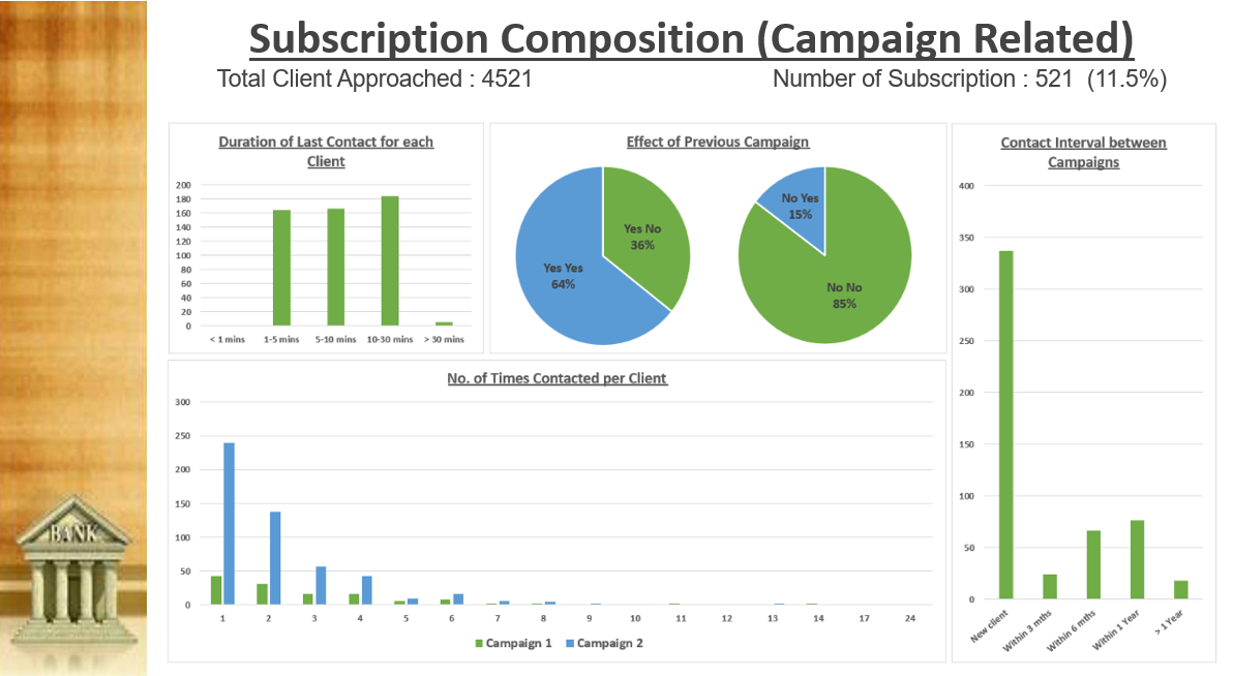 Subscription Composition (Campaign Related)
Total Client Approached : 4521
Number of Subscription : 521 (11.5%)
Duration of Last Contact for each
Client
200
180
160
140
120
100
80
60
40
20
0
< 1 mins
1-5 mins
5-10 mins
10-30 mins
> 30 mins
Effect of Previous Campaign
Yes No
36%
Yes Yes
64%
No Yes
15%
No No
85%
Contact Interval between
Campaigns
400
350
300
250
200
150
100
50
0
New client
Within 3 mths
Within 6 mths
Within 1 Year
> 1 Year
No. of Times Contacted per Client
300
250
200
150
100
50
0
1
2
3
4
5
6
7
8
9
10
11
12
13
14
17
24
Campaign 1
Campaign 2
BANK